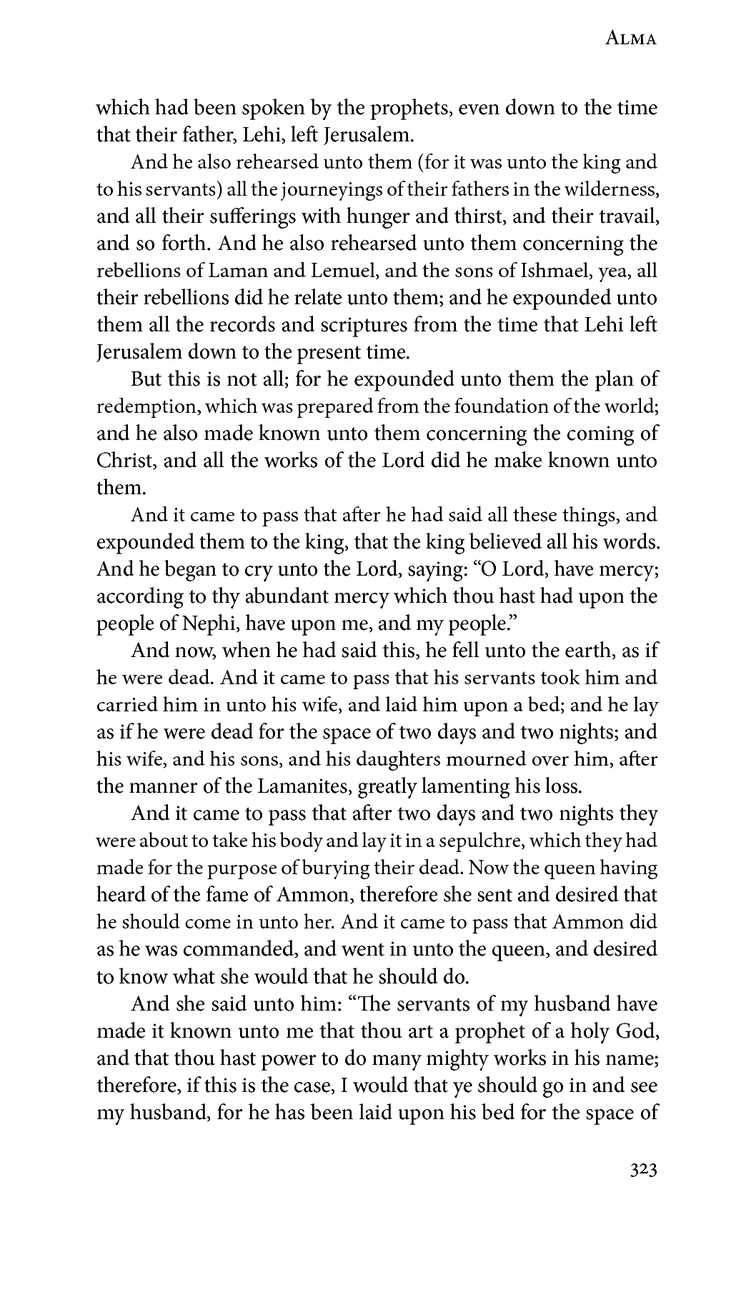 Alma
which had been spoken by the prophets, even down to the time
that their father, Lehi, left Jerusalem.
And he also rehearsed unto them (for it was unto the king and
to his servants) all the journeyings of their fathers in the wilderness,
and all their sufferings with hunger and thirst, and their travail,
and so forth. And he also rehearsed unto them concerning the
rebellions of Laman and Lemuel, and the sons of Ishmael, yea, all
their rebellions did he relate unto them; and he expounded unto
them all the records and scriptures from the time that Lehi left
Jerusalem down to the present time.
But this is not all; for he expounded unto them the plan of
redemption, which was prepared from the foundation of the world;
and he also made known unto them concerning the coming of
Christ, and all the works of the Lord did he make known unto
them.
And it came to pass that after he had said all these things, and
expounded them to the king, that the king believed all his words.
And he began to cry unto the Lord, saying: “O Lord, have mercy;
according to thy abundant mercy which thou hast had upon the
people of Nephi, have upon me, and my people.”
And now, when he had said this, he fell unto the earth, as if
he were dead. And it came to pass that his servants took him and
carried him in unto his wife, and laid him upon a bed; and he lay
as if he were dead for the space of two days and two nights; and
his wife, and his sons, and his daughters mourned over him, after
the manner of the Lamanites, greatly lamenting his loss.
And it came to pass that after two days and two nights they
were about to take his body and lay it in a sepulchre, which they had
made for the purpose of burying their dead. Now the queen having
heard of the fame of Ammon, therefore she sent and desired that
he should come in unto her. And it came to pass that Ammon did
as he was commanded, and went in unto the queen, and desired
to know what she would that he should do.
And she said unto him: “The servants of my husband have
made it known unto me that thou art a prophet of a holy God,
and that thou hast power to do many mighty works in his name;
therefore, if this is the case, I would that ye should go in and see
my husband, for he has been laid upon his bed for the space of
323